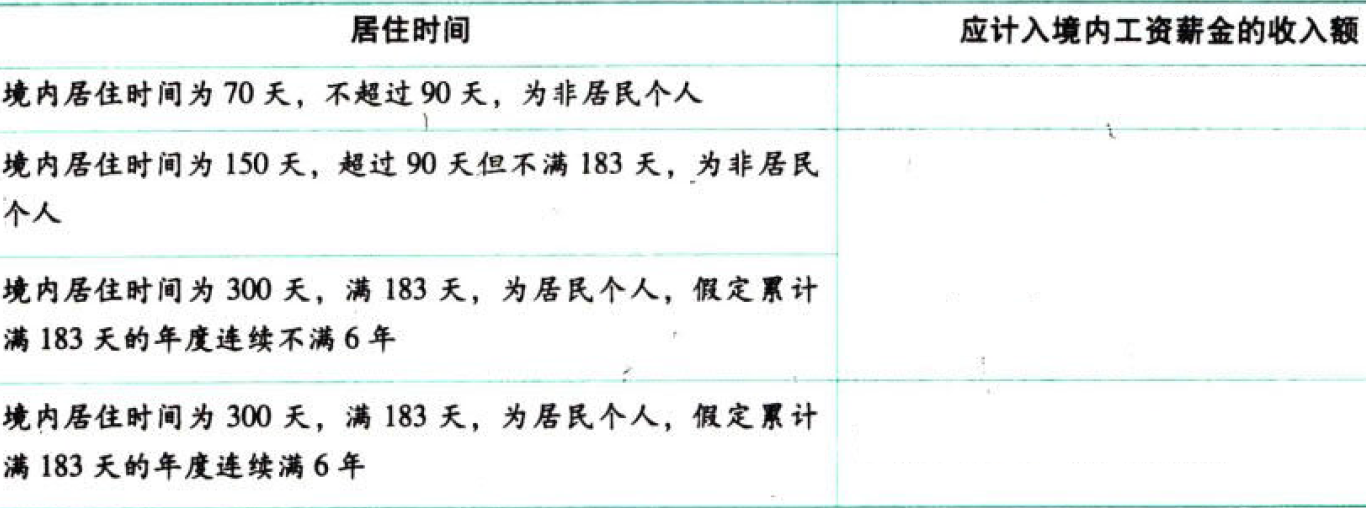 居住时间
应计入境内工资薪金的收入额
境内居住时间为 70 天，不超过 90 天，为非居民个人
境内居住时间为 150 天，超过 90 天但不满 183 天，为非居民
个人
境内居住时间为 300 天，满 183 天，为居民个人，假定累计
满 183 天的年度连续不满 6 年
境内居住时间为 300 天，满 183 天，为居民个人，假定累计
满 183 天的年度连续满 6 年